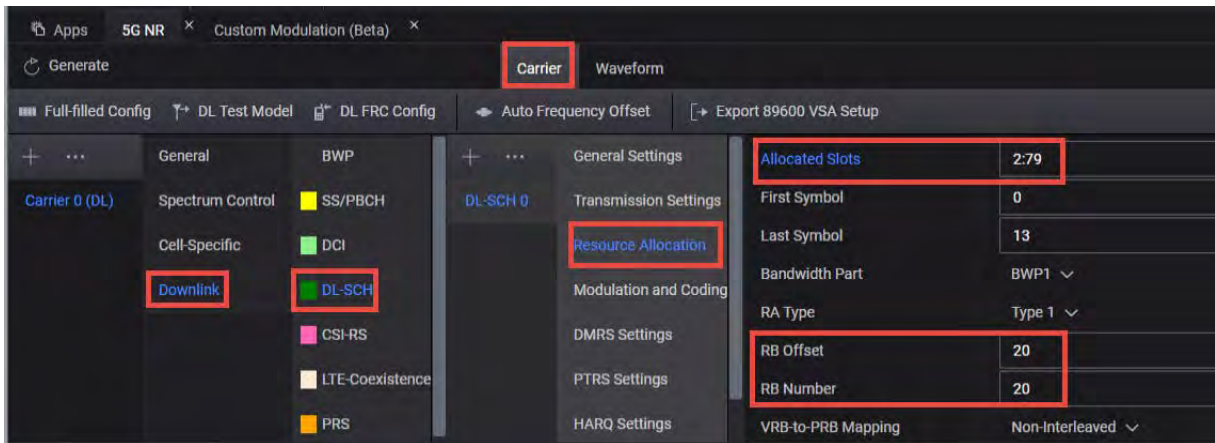 Apps 5G NR × Custom Modulation (Beta) ×
Generate Carrier Waveform
Full-filled Config DL Test Model DL FRC Config Auto Frequency Offset Export 89600 VSA Setup
+ ... General BWP + ... General Settings Allocated Slots 2:79
Carrier 0 (DL) Spectrum Control SS/PBCH DL-SCH 0 Transmission Settings First Symbol 0
Cell-Specific DCI Resource Allocation Last Symbol 13
Downlink DL-SCH Modulation and Coding Bandwidth Part BWP1
RA Type Type 1
CSI-RS DMRS Settings RB Offset 20
LTE-Coexistence PTRS Settings RB Number 20
PRS HARQ Settings VRB-to-PRB Mapping Non-Interleaved